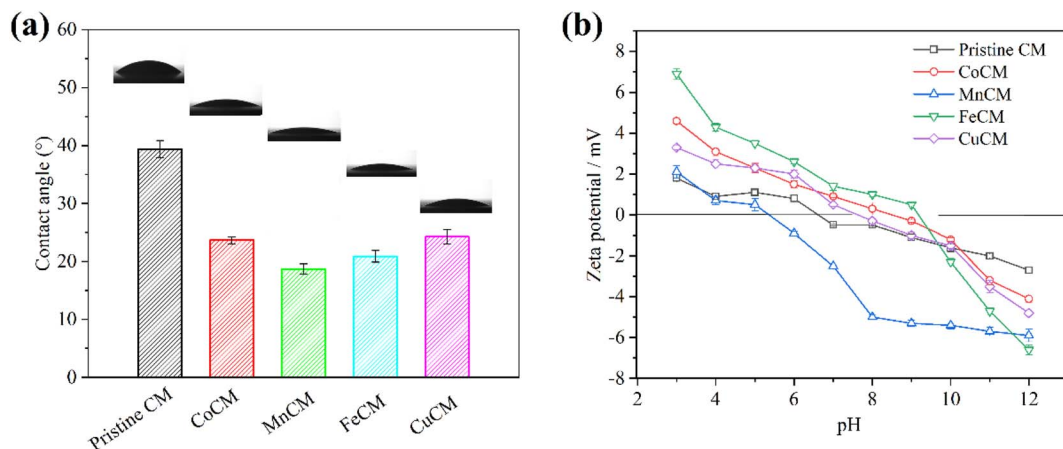 (a)
60
50
40
30
20
10
0
Contact angle (°)
Pristine CM
CoCM
MnCM
FeCM
CuCM
(b)
8
6
4
2
0
-2
-4
-6
-8
Zeta potential / mV
2
4
6
8
10
12
pH
Pristine CM
CoCM
MnCM
FeCM
CuCM